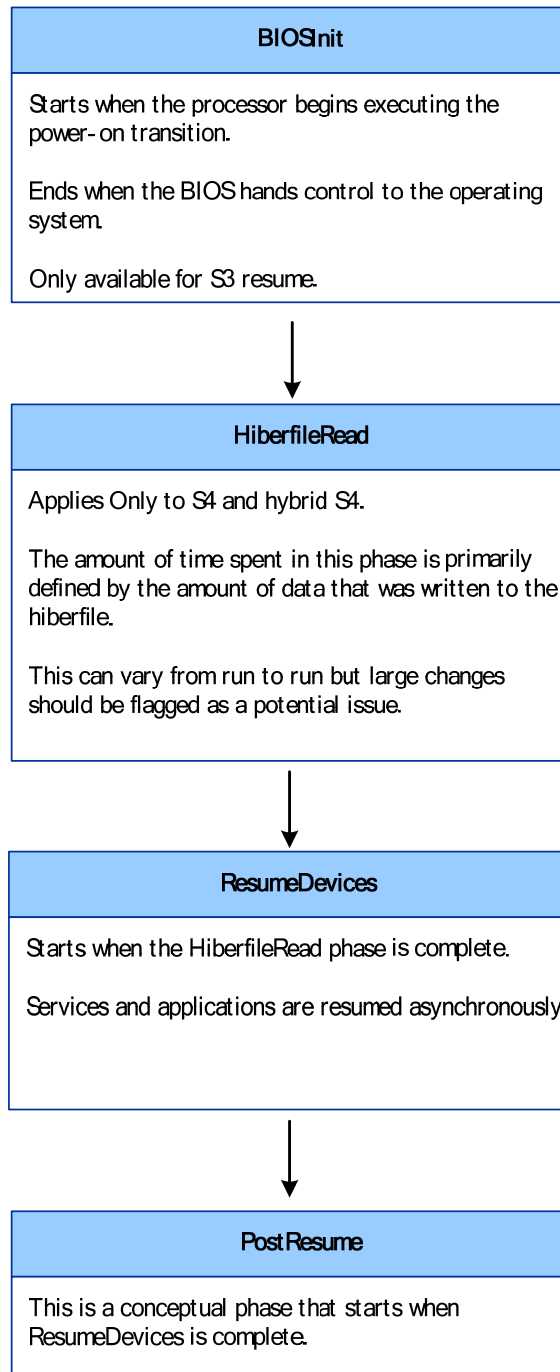 BIOSInit
Starts when the processor begins executing the
power-on transition.
Ends when the BIOS hands control to the operating
system.
Only available for S3 resume.
HiberfileRead
Applies Only to S4 and hybrid S4.
The amount of time spent in this phase is primarily
defined by the amount of data that was written to the
hiberfile.
This can vary from run to run but large changes
should be flagged as a potential issue.
ResumeDevices
Starts when the HiberfileRead phase is complete.
Services and applications are resumed asynchronously
PostResume
This is a conceptual phase that starts when
ResumeDevices is complete.